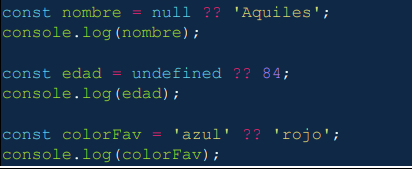 const nombre = null ?? 'Aquiles';
console.log(nombre);
const edad = undefined ?? 84;
console.log(edad);
const colorFav = 'azul' ?? 'rojo';
console.log(colorFav);